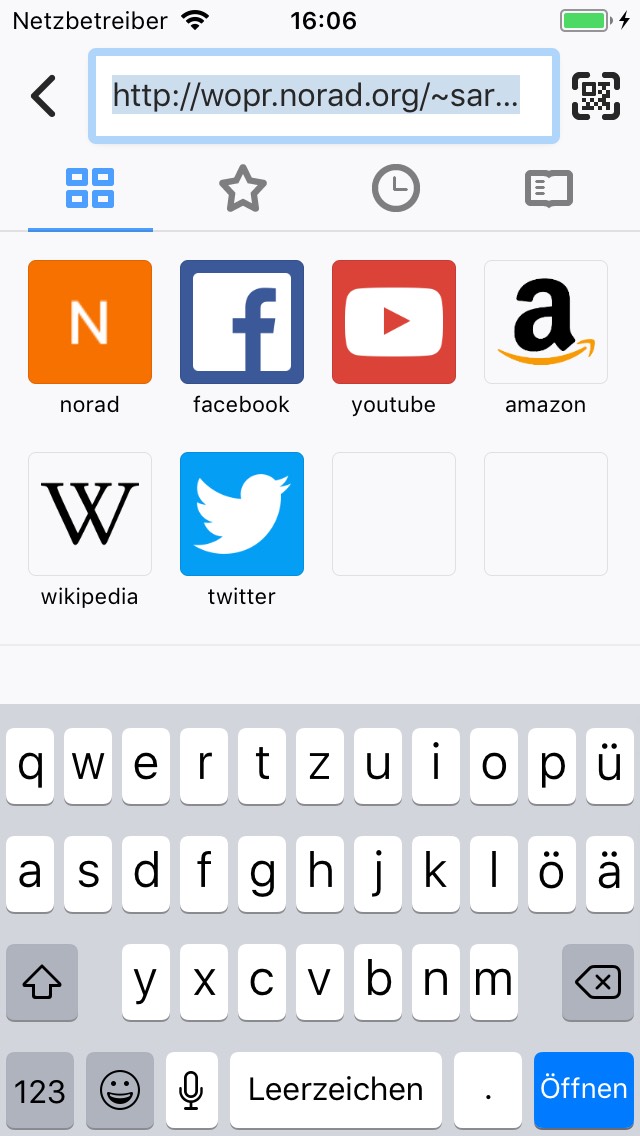 Netzbetreiber 16:06
http://wopr.norad.org/~sar...
N
norad facebook youtube amazon
W
wikipedia twitter
q w e r t z u i o p ü
a s d f g h j k l ö ä
y x c v b n m
123 Leerzeichen . Öffnen